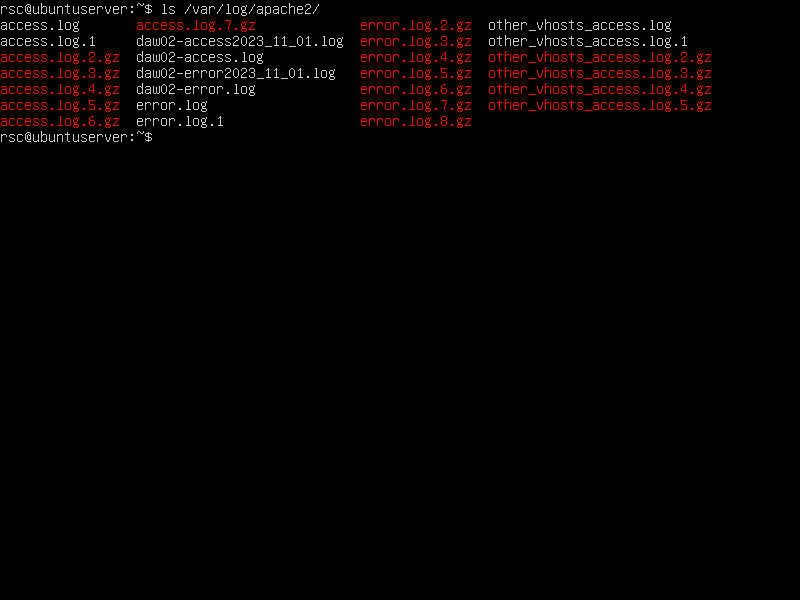 rsc@ubuntuserver:~$ ls /var/log/apache2/
access.log       access.log.7.gz           error.log.2.gz  other_vhosts_access.log
access.log.1     daw02-access2023_11_01.log  error.log.3.gz  other_vhosts_access.log.1
access.log.2.gz  daw02-access.log            error.log.4.gz  other_vhosts_access.log.2.gz
access.log.3.gz  daw02-error2023_11_01.log   error.log.5.gz  other_vhosts_access.log.3.gz
access.log.4.gz  daw02-error.log             error.log.6.gz  other_vhosts_access.log.4.gz
access.log.5.gz  error.log                   error.log.7.gz  other_vhosts_access.log.5.gz
access.log.6.gz  error.log.1                 error.log.8.gz
rsc@ubuntuserver:~$